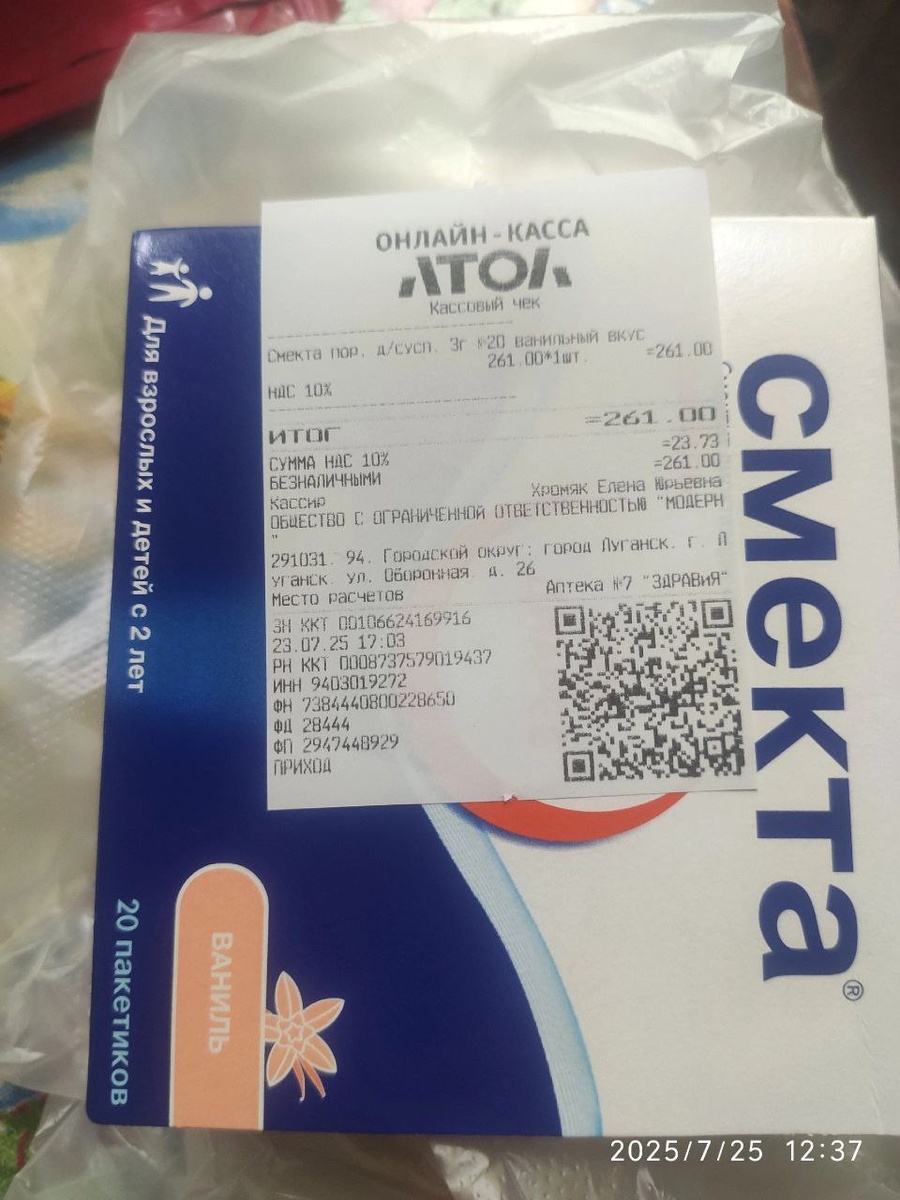 ОНЛАЙН-КАССА
АТОЛ
Кассовый чек
Смекта пор. д/сусп. 3г №20 ванильный вкус
261.00*1шт. =261.00
НДС 10%
ИТОГ =261.00
СУММА НДС 10% =23.73
БЕЗНАЛИЧНЫМИ =261.00
Кассир Хромяк Елена Юрьевна
ОБЩЕСТВО С ОГРАНИЧЕННОЙ ОТВЕТСТВЕННОСТЬЮ "МОДЕРН
"
291031. 94. Городской округ: город Луганск. г. Л
уганск. ул. Оборонная. д. 26
Место расчетов Аптека №7 "ЗДРАВиЯ"
ЗН ККТ 00106624169916
23.07.25 17:03
РН ККТ 0008737579019437
ИНН 9403019272
ФН 7384440800228650
ФД 28444
ФП 2947448929
ПРИХОД
смекта®
Для взрослых и детей с 2 лет
20 пакетиков
ВАНИЛЬ
2025/7/25 12:37